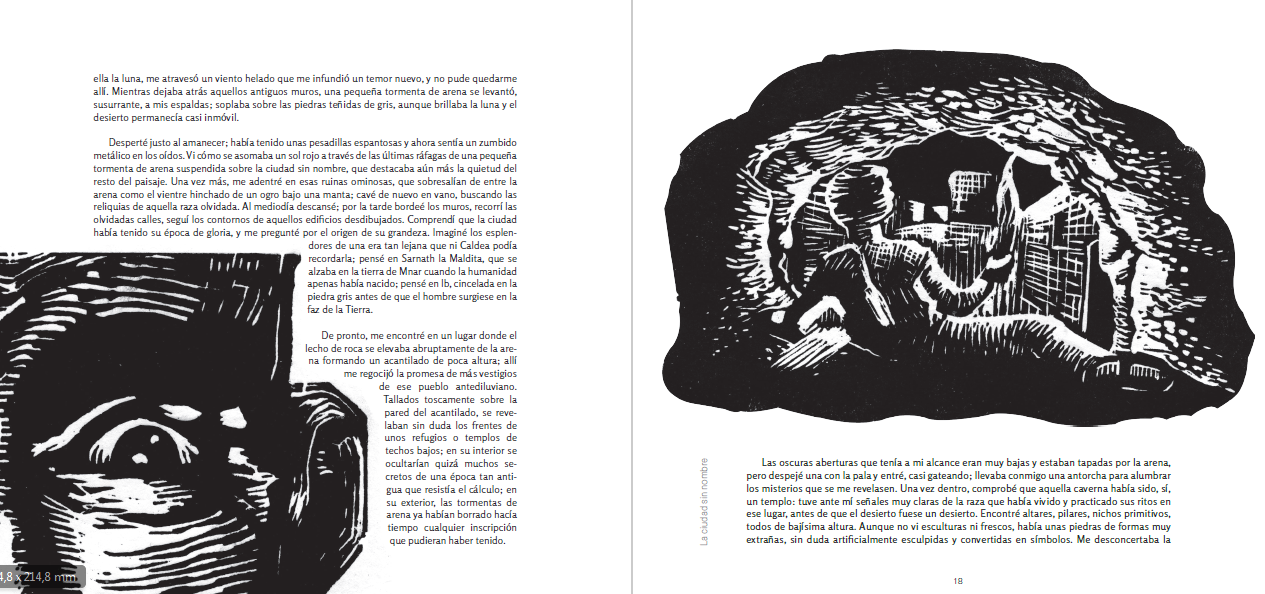 ella la luna, me atravesó un viento helado que me infundió un temor nuevo, y no pude quedarme
allí. Mientras dejaba atrás aquellos antiguos muros, una pequeña tormenta de arena se levantó,
susurrante, a mis espaldas; soplaba sobre las piedras teñidas de gris, aunque brillaba la luna y el
desierto permanecía casi inmóvil.
Desperté justo al amanecer; había tenido unas pesadillas espantosas y ahora sentía un zumbido
metálico en los oídos. Vi cómo se asomaba un sol rojo a través de las últimas ráfagas de una pequeña
tormenta de arena suspendida sobre la ciudad sin nombre, que destacaba aún más la quietud del
resto del paisaje. Una vez más, me adentré en esas ruinas ominosas, que sobresalían de entre la
arena como el vientre hinchado de un ogro bajo una manta; cavé de nuevo en vano, buscando las
reliquias de aquella raza olvidada. Al mediodía descansé; por la tarde bordeé los muros, recorrí las
olvidadas calles, seguí los contornos de aquellos edificios desdibujados. Comprendí que la ciudad
había tenido su época de gloria, y me pregunté por el origen de su grandeza. Imaginé los esplen-
dores de una era tan lejana que ni Caldea podía
recordarla; pensé en Sarnath la Maldita, que se
alzaba en la tierra de Mnar cuando la humanidad
apenas había nacido; pensé en Ib, cincelada en la
piedra gris antes de que el hombre surgiese en la
faz de la Tierra.
De pronto, me encontré en un lugar donde el
lecho de roca se elevaba abruptamente de la are-
na formando un acantilado de poca altura; allí
me regocijó la promesa de más vestigios
de ese pueblo antediluviano.
Tallados toscamente sobre la
pared del acantilado, se reve-
laban sin duda los frentes de
unos refugios o templos de
techos bajos; en su interior se
ocultarían quizá muchos se-
cretos de una época tan anti-
gua que resistía el cálculo; en
su exterior, las tormentas de
arena ya habían borrado hacía
tiempo cualquier inscripción
que pudieran haber tenido.
4,8 x 214,8 mm
La ciudad sin nombre
Las oscuras aberturas que tenía a mi alcance eran muy bajas y estaban tapadas por la arena,
pero despejé una con la pala y entré, casi gateando; llevaba conmigo una antorcha para alumbrar
los misterios que se me revelasen. Una vez dentro, comprobé que aquella caverna había sido, sí,
un templo: tuve ante mí señales muy claras de la raza que había vivido y practicado sus ritos en
ese lugar, antes de que el desierto fuese un desierto. Encontré altares, pilares, nichos primitivos,
todos de bajísima altura. Aunque no vi esculturas ni frescos, había unas piedras de formas muy
extrañas, sin duda artificialmente esculpidas y convertidas en símbolos. Me desconcertaba la
18